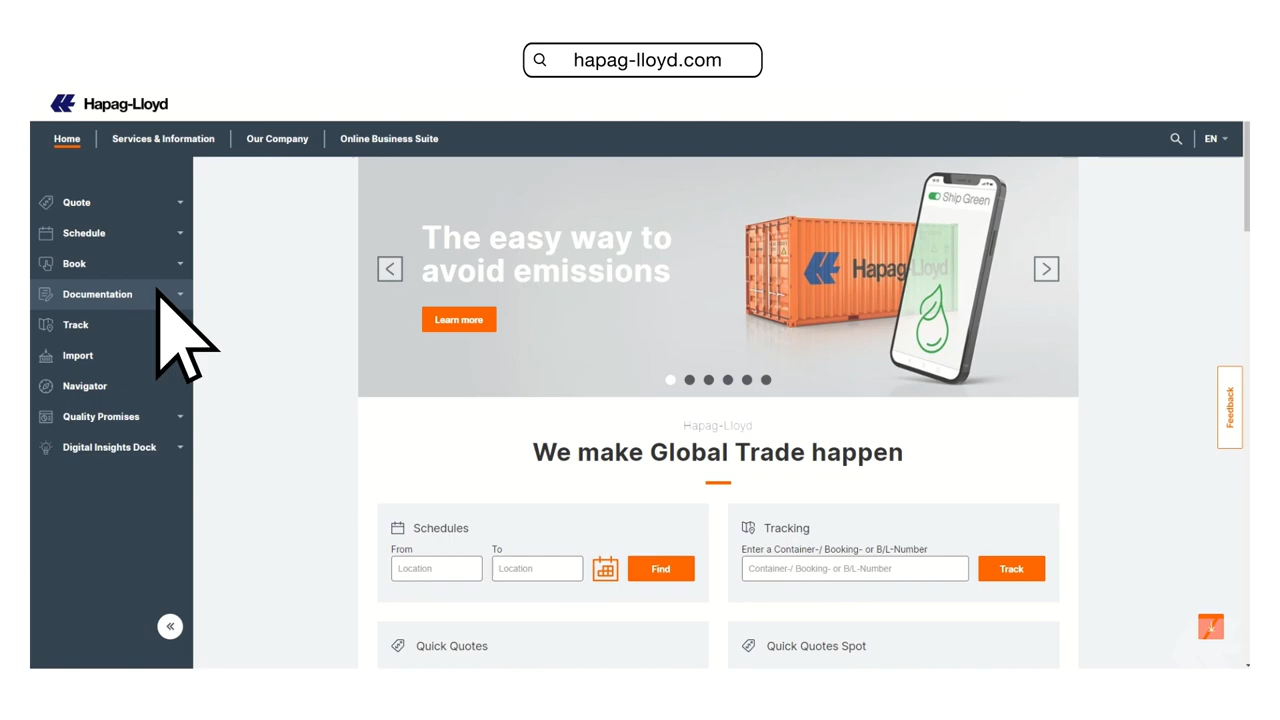 hapag-lloyd.com
Hapag-Lloyd
Home
Services & Information
Our Company
Online Business Suite
EN
Quote
Schedule
Book
Documentation
Track
Import
Navigator
Quality Promises
Digital Insights Dock
The easy way to
avoid emissions
Learn more
Hapag-Lloyd
Ship Green
Feedback
Hapag-Lloyd
We make Global Trade happen
Schedules
From
To
Location
Location
Find
Tracking
Enter a Container-/ Booking- or B/L-Number
Container-/ Booking- or B/L-Number
Track
Quick Quotes
Quick Quotes Spot